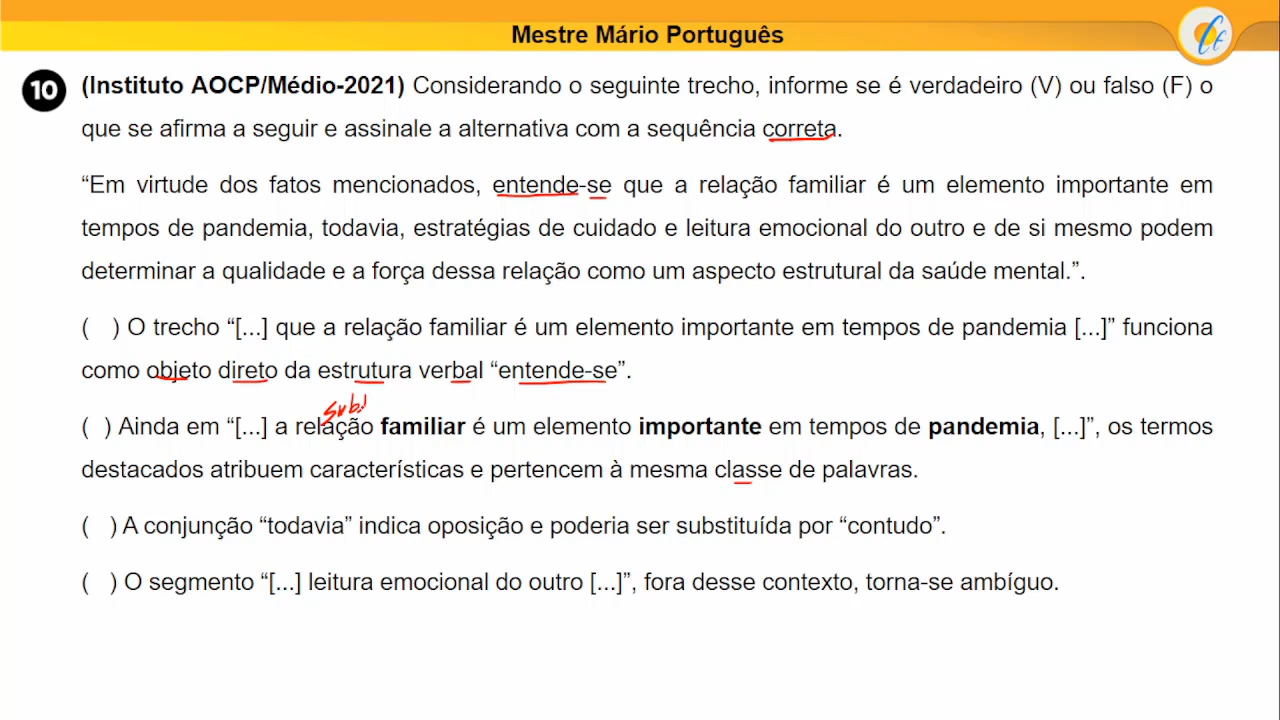 Mestre Mário Português
10 (Instituto AOCP/Médio-2021) Considerando o seguinte trecho, informe se é verdadeiro (V) ou falso (F) o
que se afirma a seguir e assinale a alternativa com a sequência correta.
“Em virtude dos fatos mencionados, entende-se que a relação familiar é um elemento importante em
tempos de pandemia, todavia, estratégias de cuidado e leitura emocional do outro e de si mesmo podem
determinar a qualidade e a força dessa relação como um aspecto estrutural da saúde mental.”.
( ) O trecho “[...] que a relação familiar é um elemento importante em tempos de pandemia [...]” funciona
como objeto direto da estrutura verbal “entende-se”.
( ) Ainda em “[...] a relação familiar é um elemento importante em tempos de pandemia, [...]”, os termos
destacados atribuem características e pertencem à mesma classe de palavras.
( ) A conjunção “todavia” indica oposição e poderia ser substituída por “contudo”.
( ) O segmento “[...] leitura emocional do outro [...]”, fora desse contexto, torna-se ambíguo.